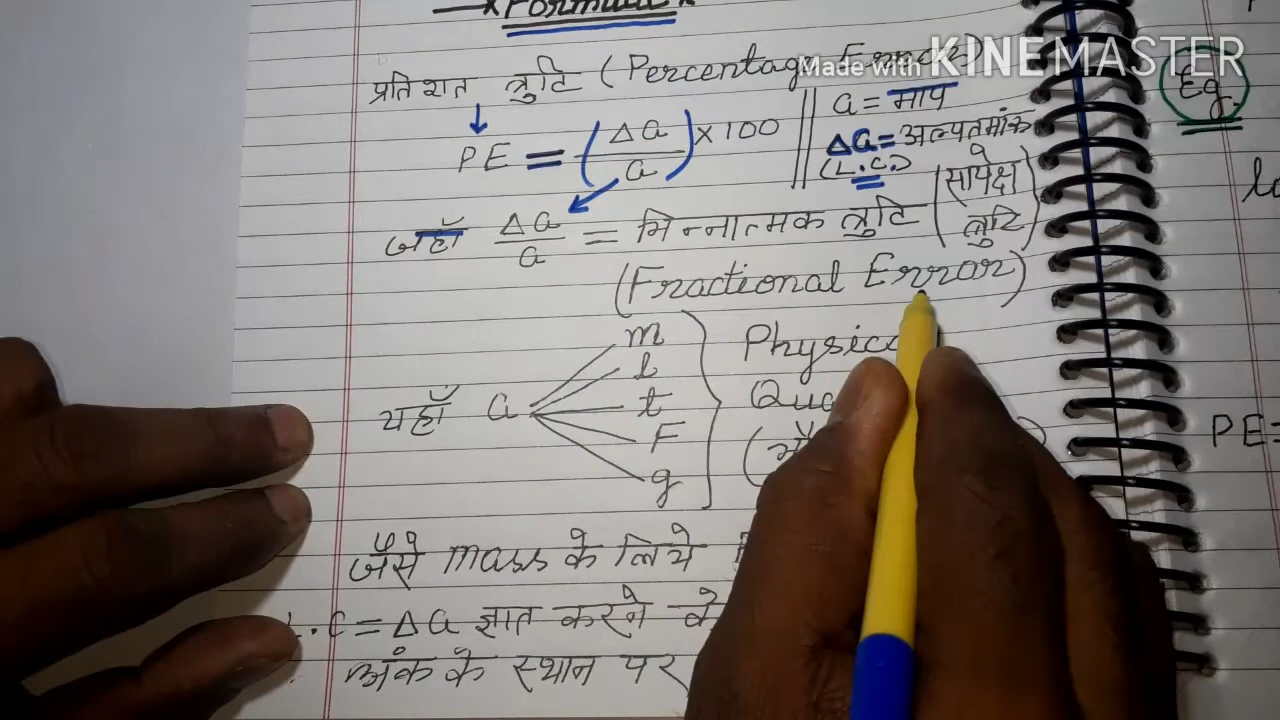 Formula
प्रतिशत त्रुटि (Percentage
Made with KINEMASTER
PE = (Δa/a) × 100
a = माप
Δa = अल्पतमांक
(L.C.)
जहाँ Δa/a = भिन्नात्मक त्रुटि (सापेक्ष त्रुटि)
(Fractional Error)
यहाँ a
m
l
t
F
g
Physic
Qua
जैसे mass के लिये
. C = Δa ज्ञात करने के
अंक के स्थान पर
Eg.
PE=